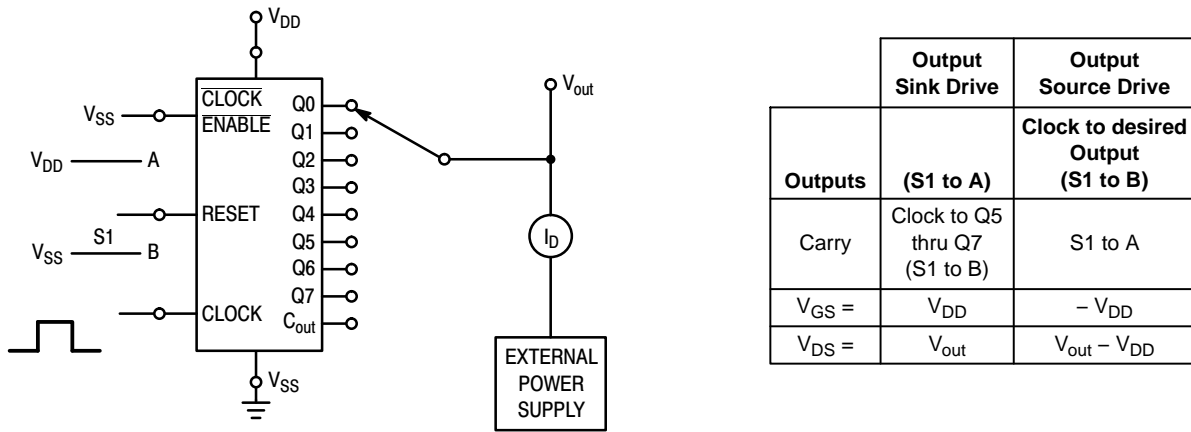 V_DD
V_SS
CLOCK
ENABLE
V_DD
A
RESET
S1
V_SS
B
CLOCK
Q0
Q1
Q2
Q3
Q4
Q5
Q6
Q7
C_out
V_SS
V_out
I_D
EXTERNAL
POWER
SUPPLY
Output
Sink Drive
Output
Source Drive
Outputs
(S1 to A)
Clock to desired
Output
(S1 to B)
Carry
Clock to Q5
thru Q7
(S1 to B)
S1 to A
V_GS =
V_DD
– V_DD
V_DS =
V_out
V_out – V_DD